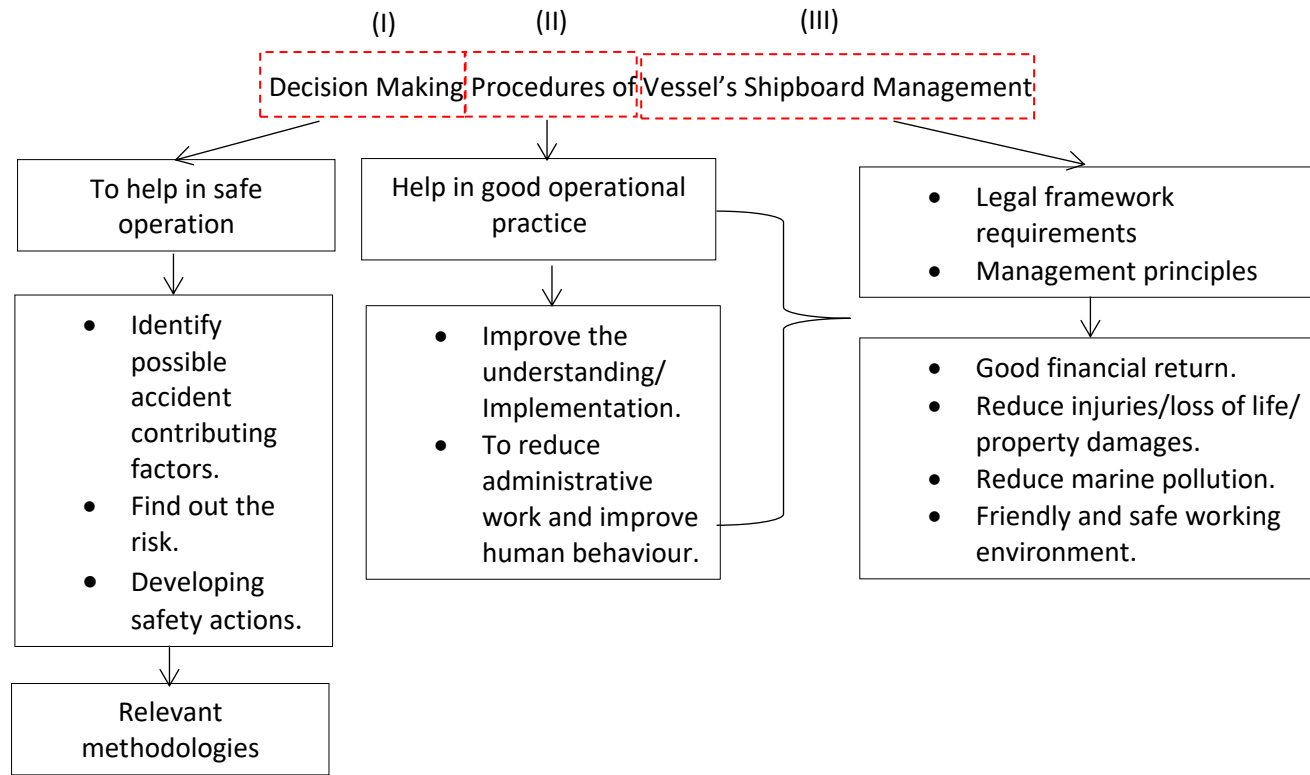 (I) (II) (III)
Decision Making Procedures of Vessel’s Shipboard Management
To help in safe
operation
• Identify
possible
accident
contributing
factors.
• Find out the
risk.
• Developing
safety actions.
Relevant
methodologies
Help in good operational
practice
• Improve the
understanding/
Implementation.
• To reduce
administrative
work and improve
human behaviour.
• Legal framework
requirements
• Management principles
• Good financial return.
• Reduce injuries/loss of life/
property damages.
• Reduce marine pollution.
• Friendly and safe working
environment.